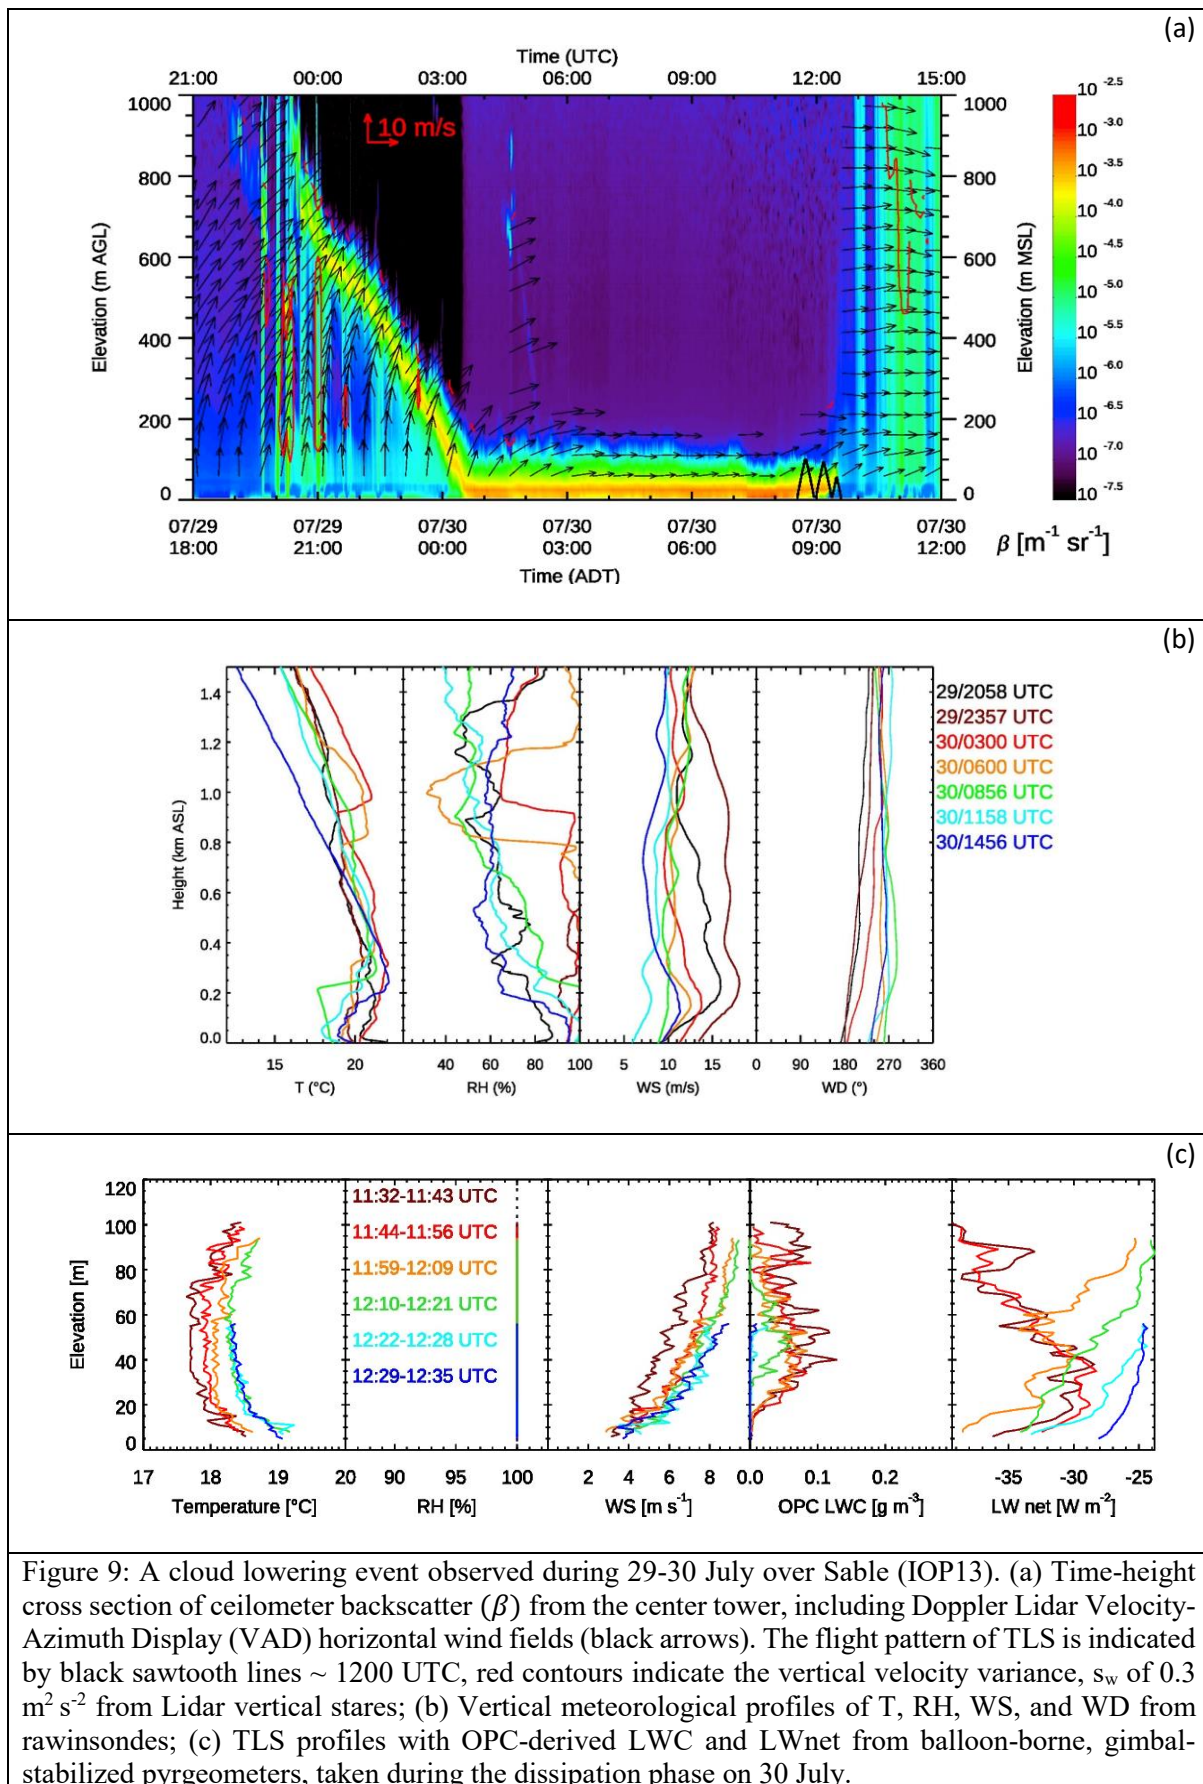 (a)
Time (UTC)
21:00 00:00 03:00 06:00 09:00 12:00 15:00
1000 1000
800 800
600 600
400 400
200 200
0 0
10 m/s
Elevation (m AGL)
Elevation (m MSL)
10 -2.5
10 -3.0
10 -3.5
10 -4.0
10 -4.5
10 -5.0
10 -5.5
10 -6.0
10 -6.5
10 -7.0
10 -7.5
07/29 07/29 07/30 07/30 07/30 07/30 07/30
18:00 21:00 00:00 03:00 06:00 09:00 12:00
β [m⁻¹ sr⁻¹]
Time (ADT)
(b)
1.4
1.2
1.0
0.8
0.6
0.4
0.2
0.0
Height (km ASL)
29/2058 UTC
29/2357 UTC
30/0300 UTC
30/0600 UTC
30/0856 UTC
30/1158 UTC
30/1456 UTC
15 20 40 60 80 100 5 10 15 0 90 180 270 360
T (°C) RH (%) WS (m/s) WD (°)
(c)
120
100
80
60
40
20
0
Elevation [m]
11:32-11:43 UTC
11:44-11:56 UTC
11:59-12:09 UTC
12:10-12:21 UTC
12:22-12:28 UTC
12:29-12:35 UTC
17 18 19 20 90 95 100 2 4 6 8 0.0 0.1 0.2 -35 -30 -25
Temperature [°C] RH [%] WS [m s⁻¹] OPC LWC [g m⁻³] LW net [W m⁻²]
Figure 9: A cloud lowering event observed during 29-30 July over Sable (IOP13). (a) Time-height
cross section of ceilometer backscatter (β) from the center tower, including Doppler Lidar Velocity-
Azimuth Display (VAD) horizontal wind fields (black arrows). The flight pattern of TLS is indicated
by black sawtooth lines ~ 1200 UTC, red contours indicate the vertical velocity variance, s_w of 0.3
m² s⁻² from Lidar vertical stares; (b) Vertical meteorological profiles of T, RH, WS, and WD from
rawinsondes; (c) TLS profiles with OPC-derived LWC and LWnet from balloon-borne, gimbal-
stabilized pyrgeometers, taken during the dissipation phase on 30 July.